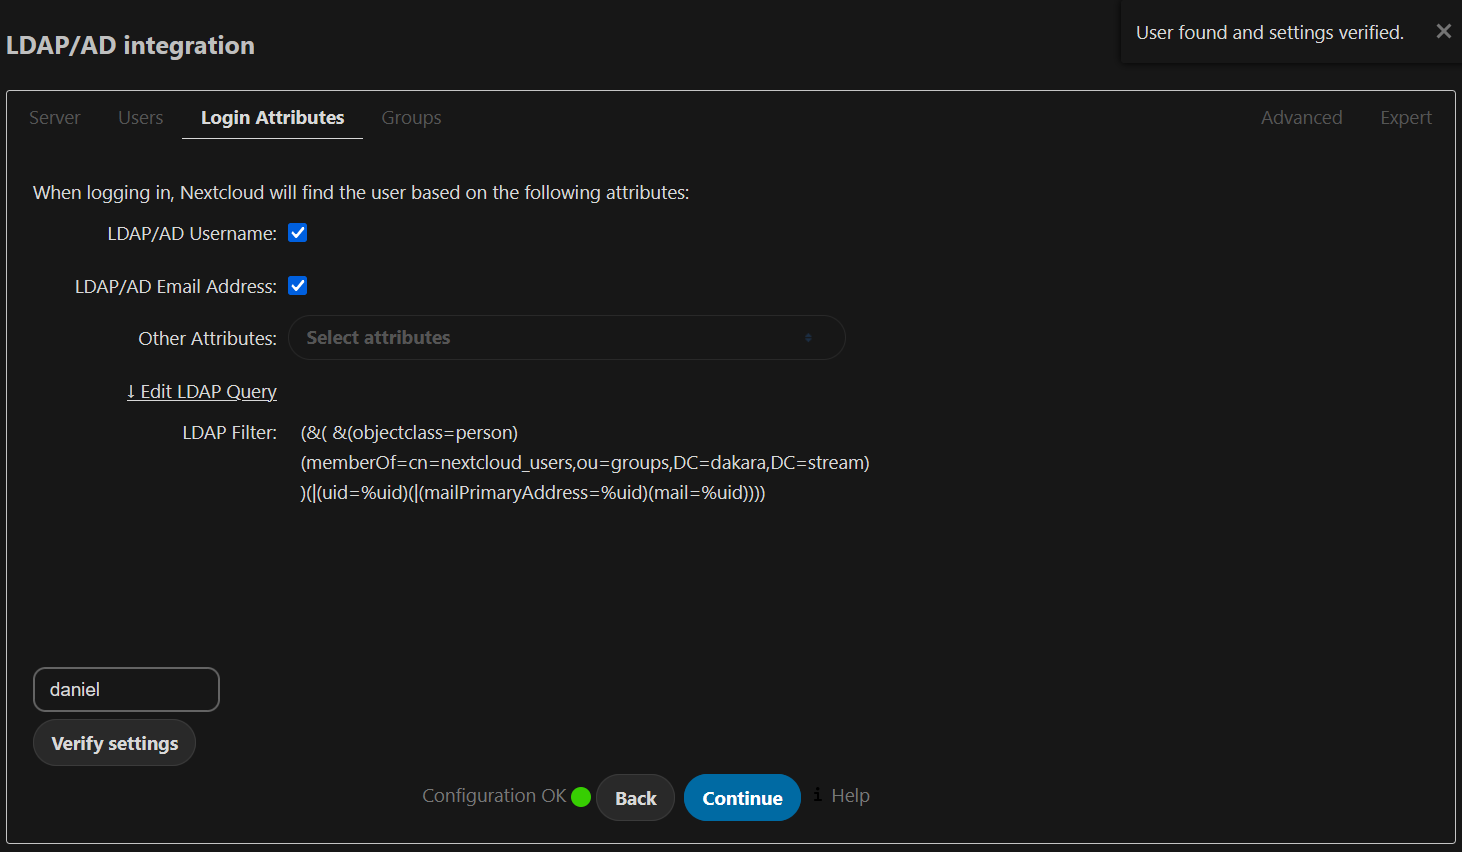 LDAP/AD integration
User found and settings verified. ✕
Server Users Login Attributes Groups Advanced Expert
When logging in, Nextcloud will find the user based on the following attributes:
LDAP/AD Username:
LDAP/AD Email Address:
Other Attributes: Select attributes
↓ Edit LDAP Query
LDAP Filter: (&( &(objectclass=person)
(memberOf=cn=nextcloud_users,ou=groups,DC=dakara,DC=stream)
)(|(uid=%uid)(|(mailPrimaryAddress=%uid)(mail=%uid))))
daniel
Verify settings
Configuration OK Back Continue i Help